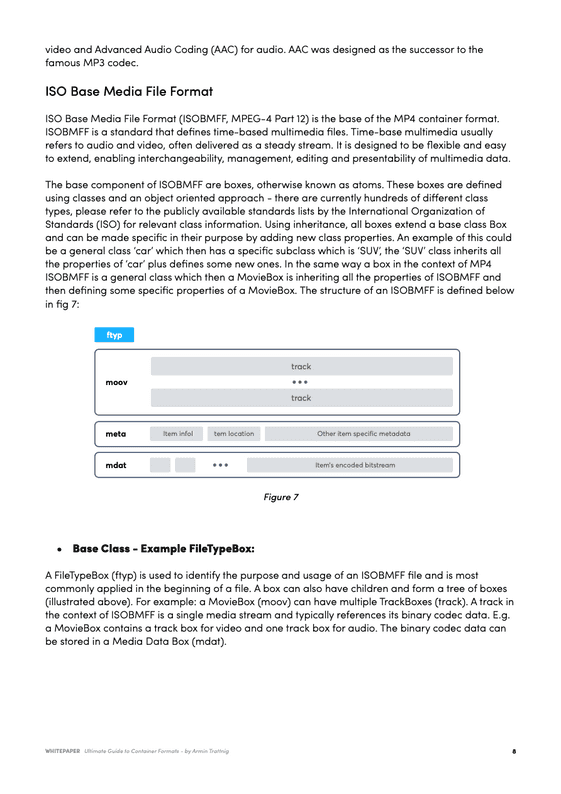 video and Advanced Audio Coding (AAC) for audio. AAC was designed as the successor to the
famous MP3 codec.
ISO Base Media File Format
ISO Base Media File Format (ISOBMFF, MPEG-4 Part 12) is the base of the MP4 container format.
ISOBMFF is a standard that defines time-based multimedia files. Time-base multimedia usually
refers to audio and video, often delivered as a steady stream. It is designed to be flexible and easy
to extend, enabling interchangeability, management, editing and presentability of multimedia data.
The base component of ISOBMFF are boxes, otherwise known as atoms. These boxes are defined
using classes and an object oriented approach - there are currently hundreds of different class
types, please refer to the publicly available standards lists by the International Organization of
Standards (ISO) for relevant class information. Using inheritance, all boxes extend a base class Box
and can be made specific in their purpose by adding new class properties. An example of this could
be a general class 'car' which then has a specific subclass which is 'SUV', the 'SUV' class inherits all
the properties of 'car' plus defines some new ones. In the same way a box in the context of MP4
ISOBMFF is a general class which then a MovieBox is inheriting all the properties of ISOBMFF and
then defining some specific properties of a MovieBox. The structure of an ISOBMFF is defined below
in fig 7:
ftyp
track
moov
track
meta Item infol tem location Other item specific metadata
mdat Item's encoded bitstream
Figure 7
• Base Class - Example FileTypeBox:
A FileTypeBox (ftyp) is used to identify the purpose and usage of an ISOBMFF file and is most
commonly applied in the beginning of a file. A box can also have children and form a tree of boxes
(illustrated above). For example: a MovieBox (moov) can have multiple TrackBoxes (track). A track in
the context of ISOBMFF is a single media stream and typically references its binary codec data. E.g.
a MovieBox contains a track box for video and one track box for audio. The binary codec data can
be stored in a Media Data Box (mdat).
WHITEPAPER Ultimate Guide to Container Formats - by Armin Trattnig 8